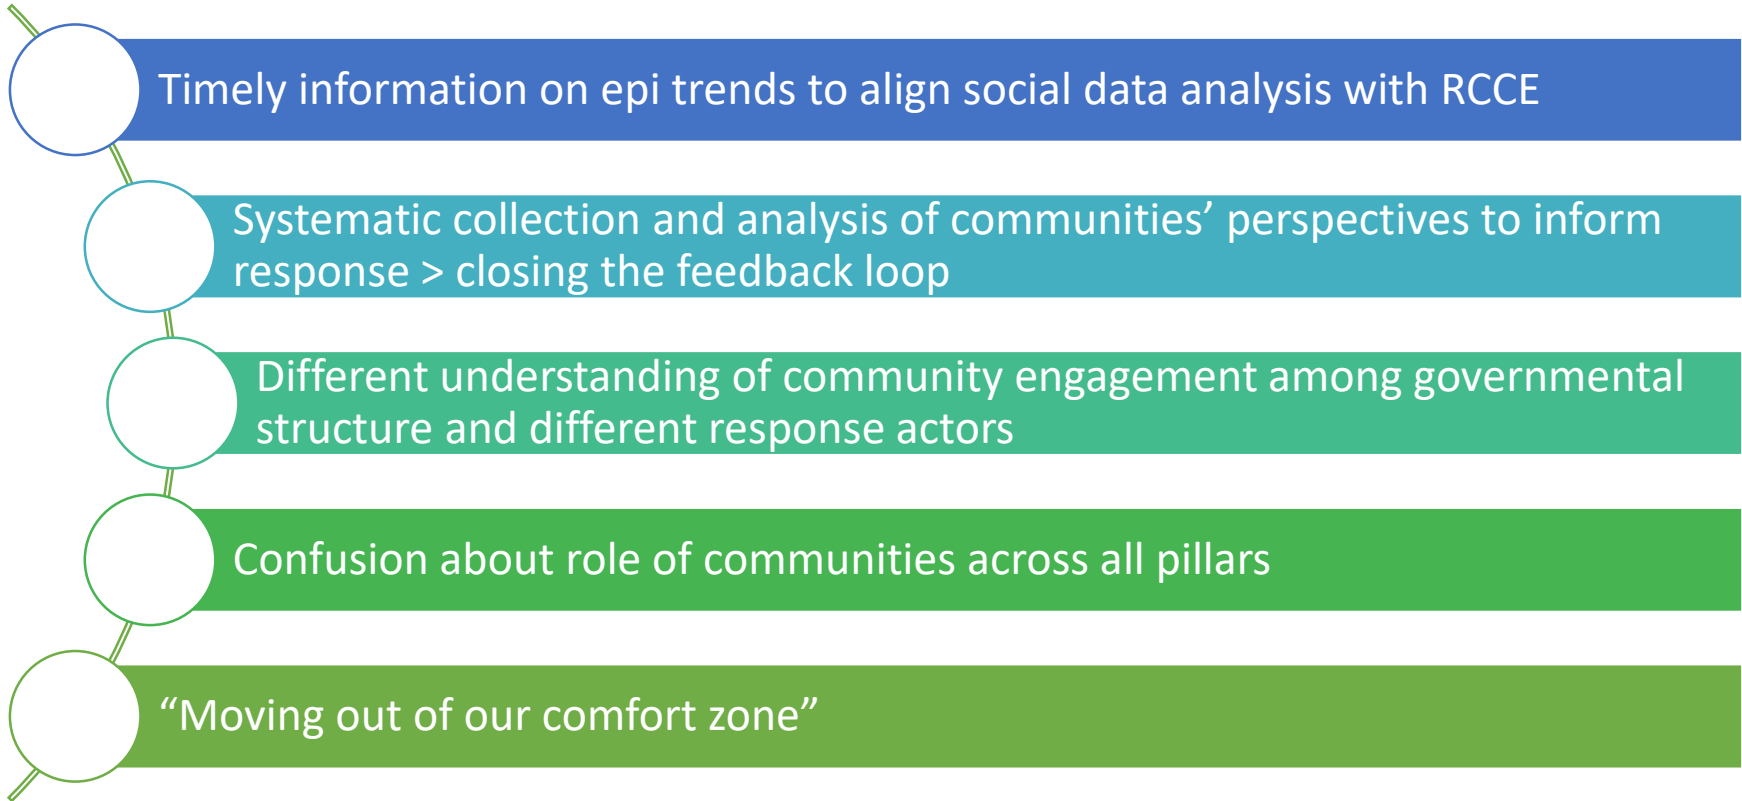 Timely information on epi trends to align social data analysis with RCCE
Systematic collection and analysis of communities’ perspectives to inform
response > closing the feedback loop
Different understanding of community engagement among governmental
structure and different response actors
Confusion about role of communities across all pillars
“Moving out of our comfort zone”